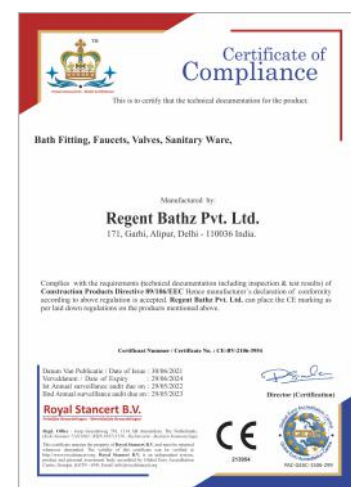 TM
Certificate of
Compliance
This is to certify that the technical documentation for the product:
Bath Fitting, Faucets, Valves, Sanitary Ware,
Manufactured by
Regent Bathz Pvt. Ltd.
171, Garhi, Alipur, Delhi - 110036 India.
Complies with the requirements (technical documentation including inspection & test results) of
Construction Products Directive 89/106/EEC Hence manufacturer's declaration of conformity
according to above regulation is accepted. Regent Bathz Pvt. Ltd. can place the CE marking as
per laid down regulations on the products mentioned above.
Certificaat Nummer / Certificate No. : CE-BV-2106-
Datum Van Publicatie / Date of Issue : 30/06/2021
Vervaldatum / Date of Expiry : 29/06/2024
Ist Annual surveillance audit due on : 29/05/2022
IInd Annual surveillance audit due on : 29/05/2023
Director (Certification)
Royal Stancert B.V.
CE
213954